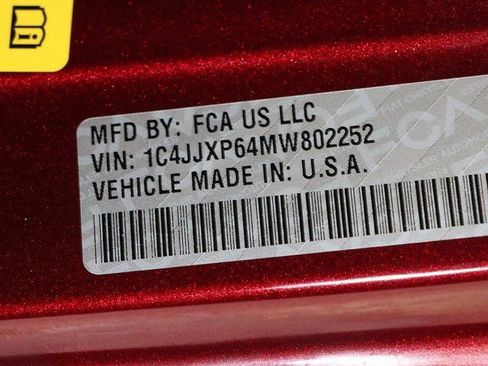 MFD BY: FCA US LLC
VIN: 1C4JJXP64MW802252
VEHICLE MADE IN: U.S.A.